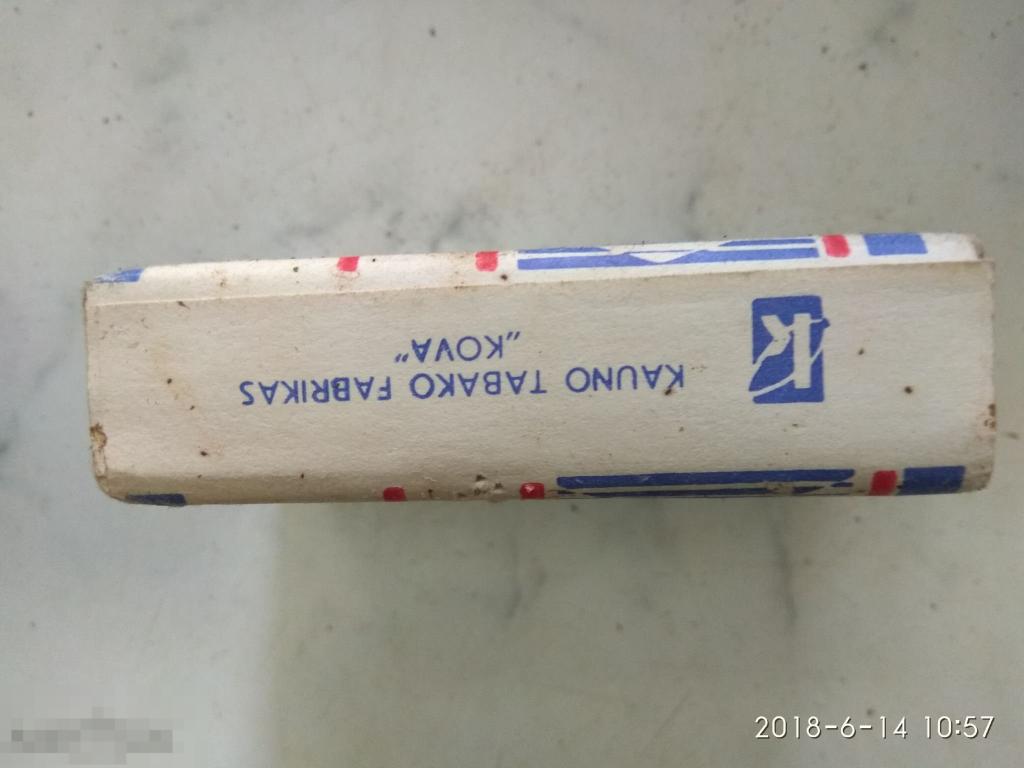 KAUNO TABAKO FABRIKAS
„KOVA”
2018-6-14 10:57